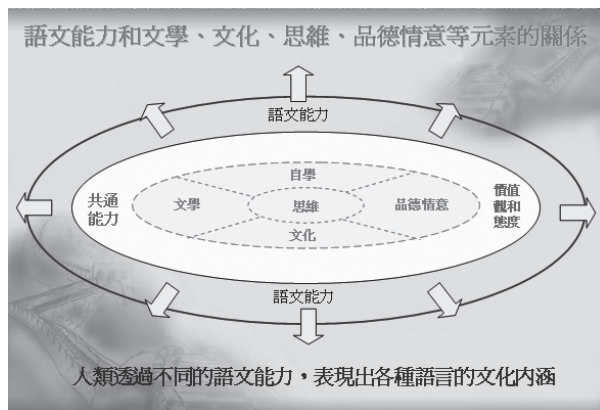 語文能力和文學、文化、思維、品德情意等元素的關係
語文能力
自學
共通
能力
文學
思維
品德情意
價值
觀和
態度
文化
語文能力
人類透過不同的語文能力，表現出各種語言的文化內涵